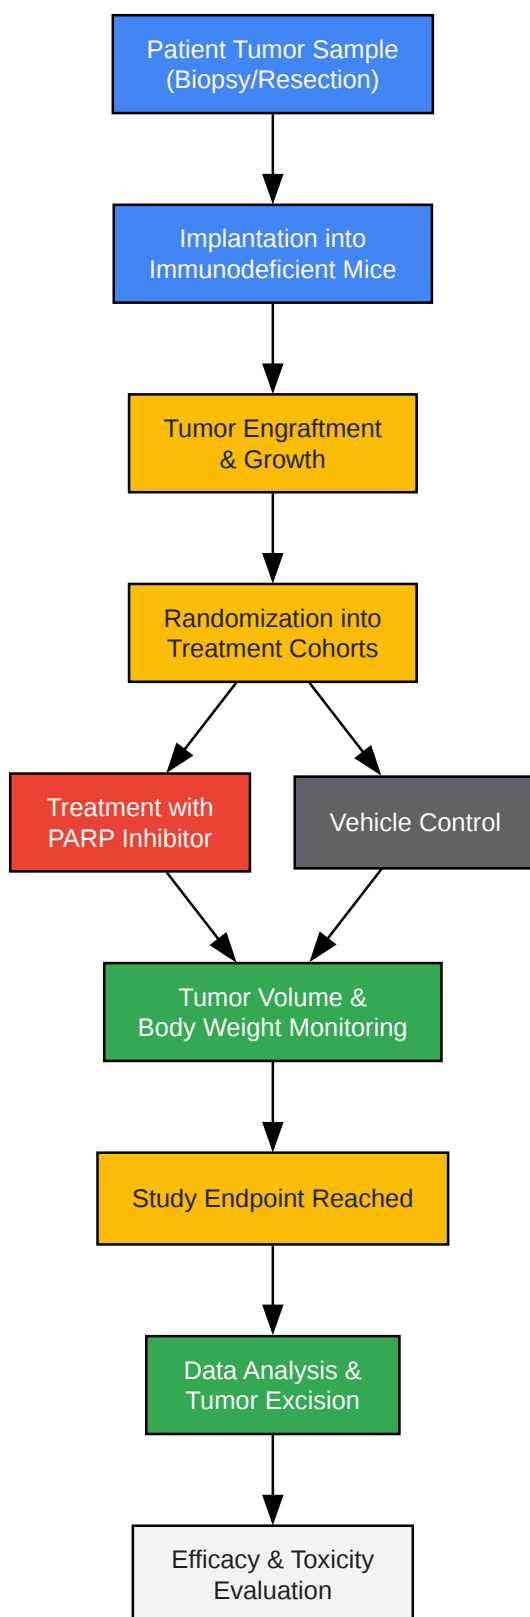 Patient Tumor Sample
(Biopsy/Resection)
Implantation into
Immunodeficient Mice
Tumor Engraftment
& Growth
Randomization into
Treatment Cohorts
Treatment with
PARP Inhibitor
Vehicle Control
Tumor Volume &
Body Weight Monitoring
Study Endpoint Reached
Data Analysis &
Tumor Excision
Efficacy & Toxicity
Evaluation